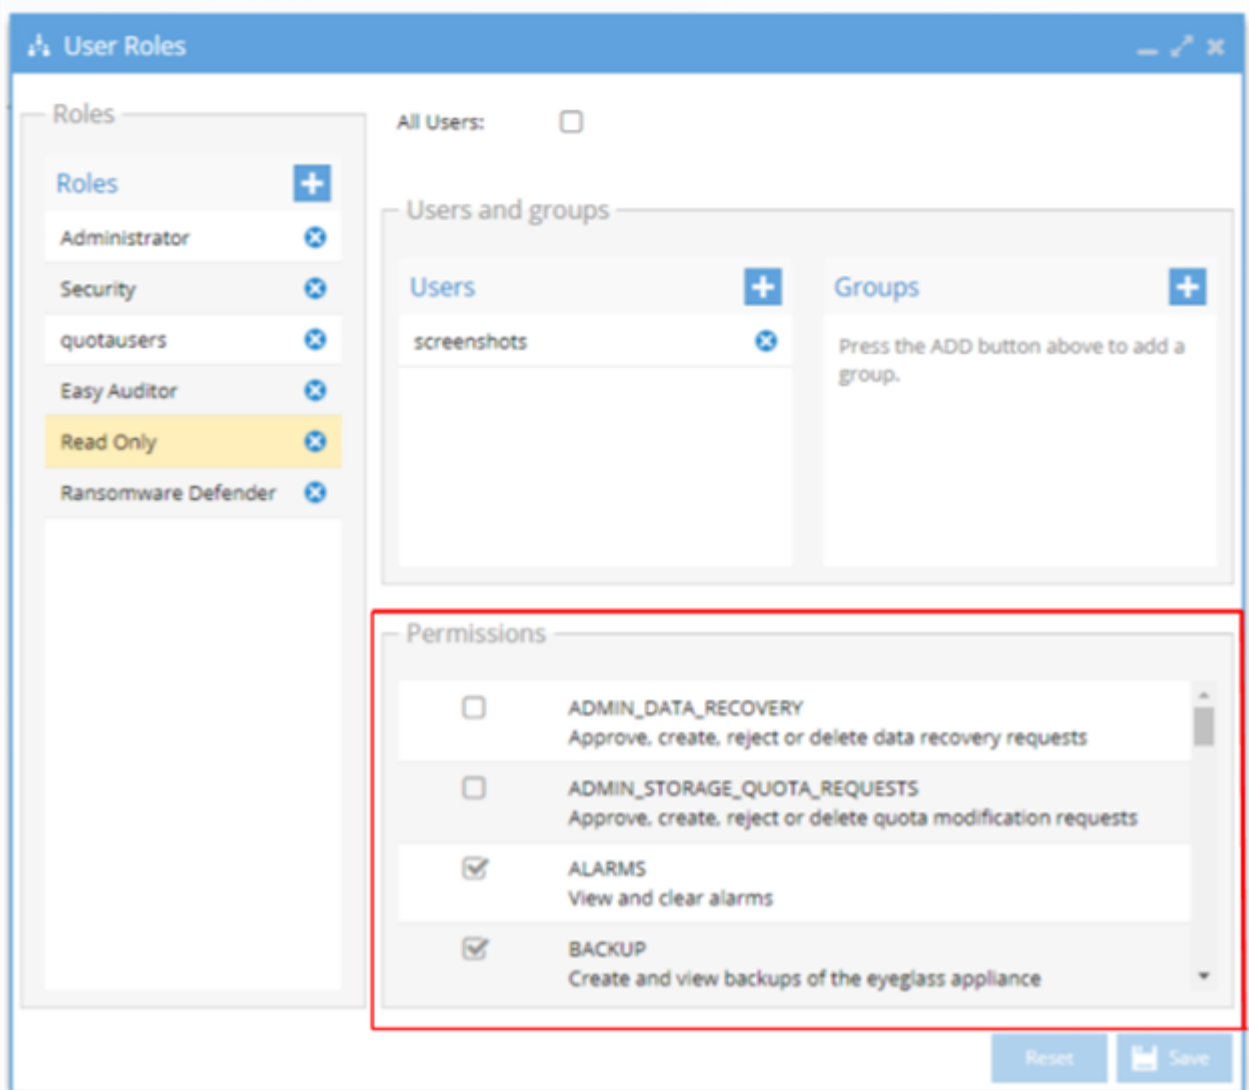 User Roles
Roles
All Users:
Roles
Administrator
Security
quotausers
Easy Auditor
Read Only
Ransomware Defender
Users and groups
Users
screenshots
Groups
Press the ADD button above to add a
group.
Permissions
ADMIN_DATA_RECOVERY
Approve, create, reject or delete data recovery requests
ADMIN_STORAGE_QUOTA_REQUESTS
Approve, create, reject or delete quota modification requests
ALARMS
View and clear alarms
BACKUP
Create and view backups of the eyeglass appliance
Reset
Save